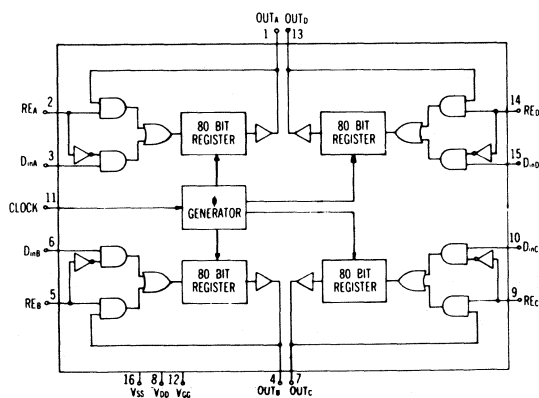 OUTA OUTD
1 13
REA 2
14 RED
80 BIT REGISTER
80 BIT REGISTER
DinA 3
15 DinD
CLOCK 11
ϕ GENERATOR
DinB 6
10 DinC
80 BIT REGISTER
80 BIT REGISTER
REB 5
9 REC
16 8 12 4 7
VSS VDD VGG OUTB OUTC